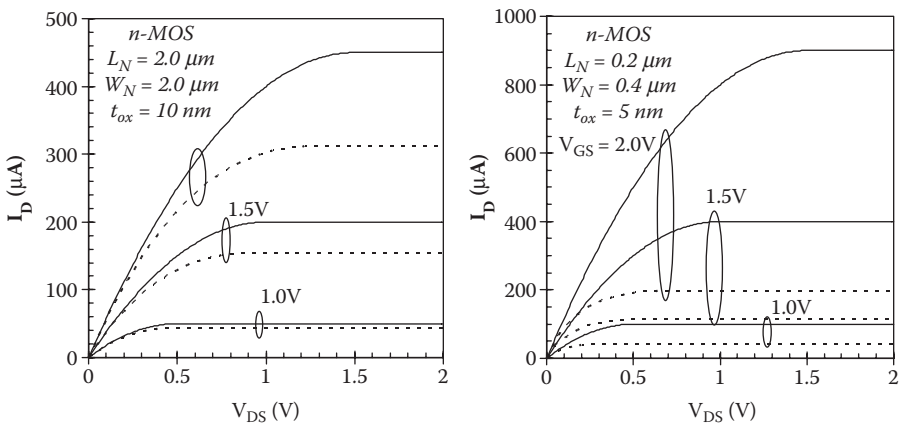 500
400
300
200
100
0
I_D (μA)
n-MOS
L_N = 2.0 μm
W_N = 2.0 μm
t_ox = 10 nm
1.5V
1.0V
0
0.5
1
1.5
2
V_DS (V)
1000
800
600
400
200
0
I_D (μA)
n-MOS
L_N = 0.2 μm
W_N = 0.4 μm
t_ox = 5 nm
V_GS = 2.0V
1.5V
1.0V
0
0.5
1
1.5
2
V_DS (V)